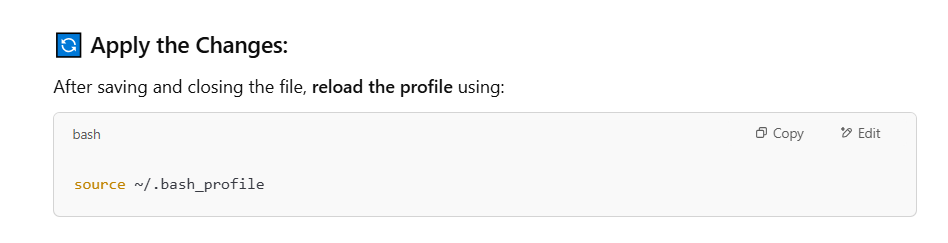 Apply the Changes:
After saving and closing the file, reload the profile using:
bash
Copy
Edit
source ~/.bash_profile